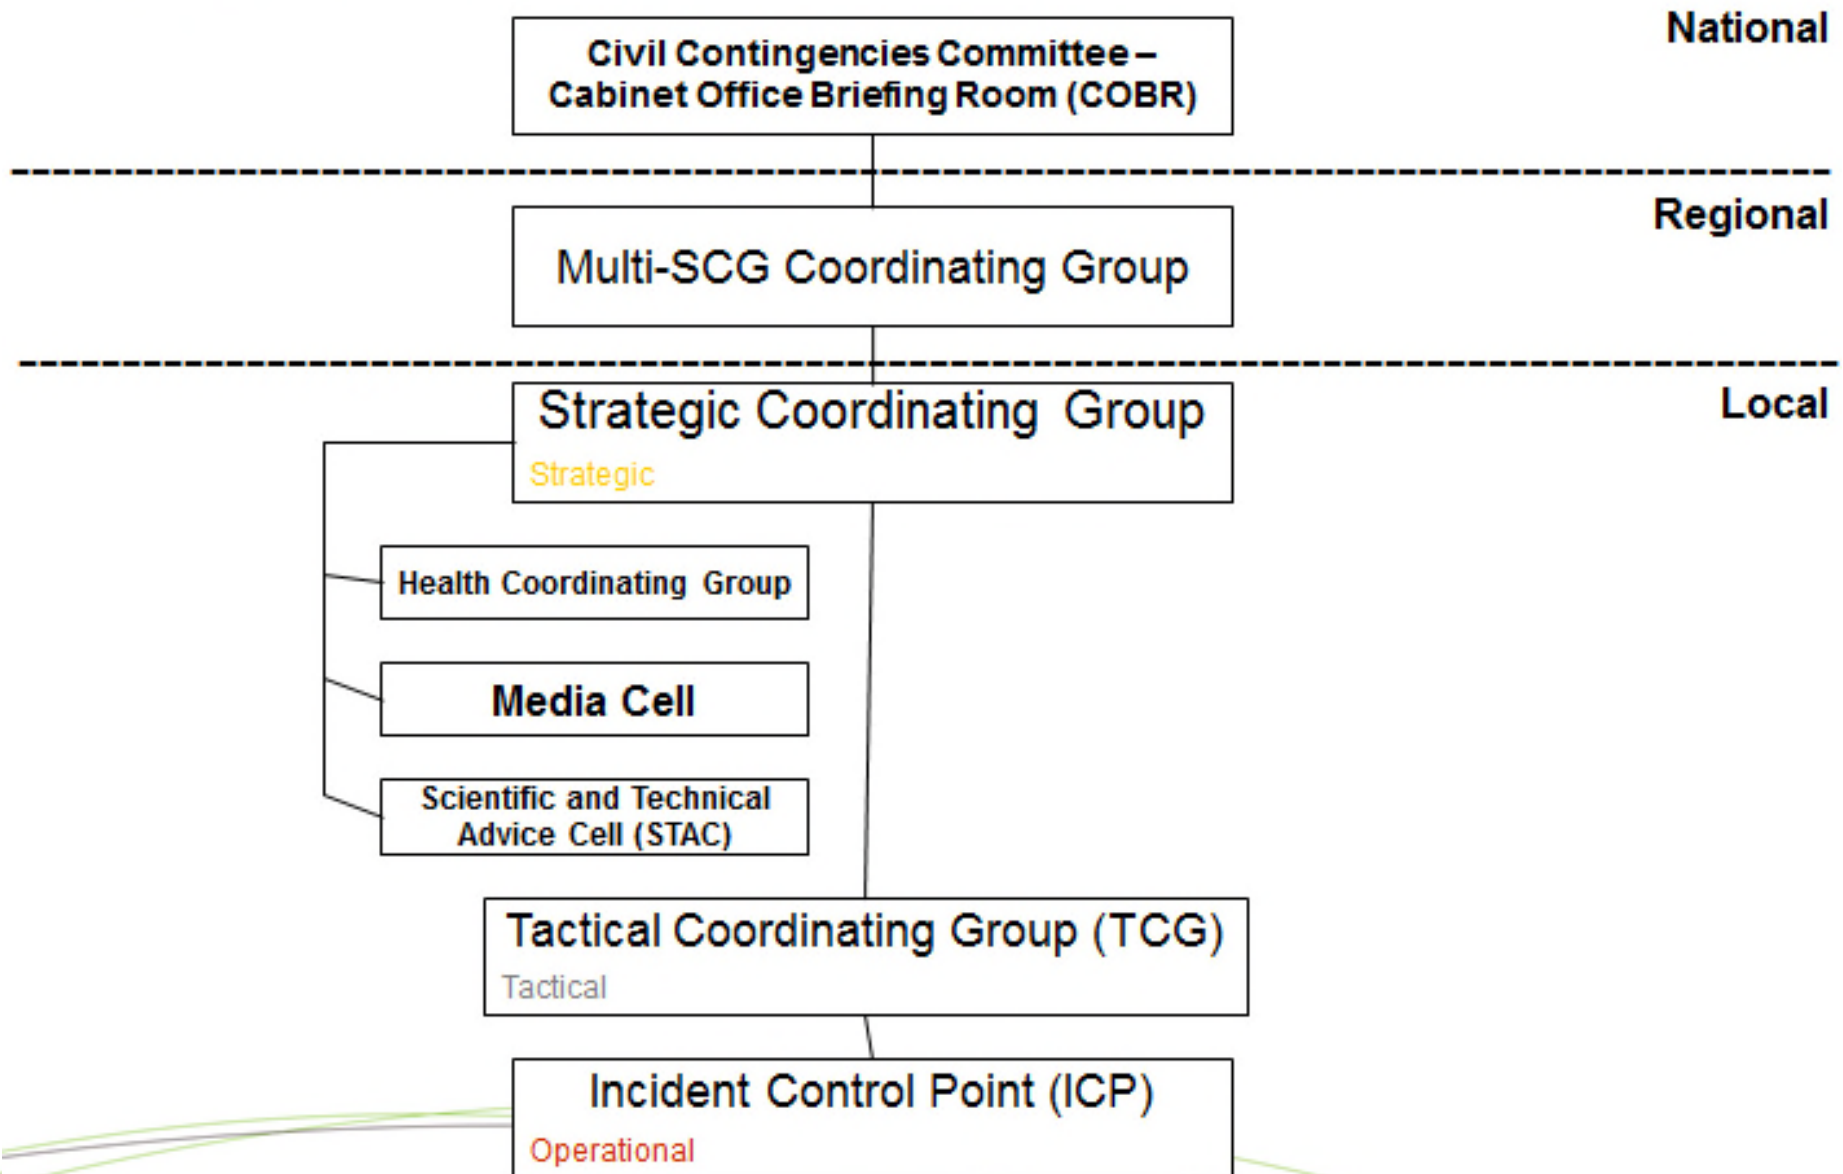 National
Civil Contingencies Committee –
Cabinet Office Briefing Room (COBR)
Regional
Multi-SCG Coordinating Group
Local
Strategic Coordinating Group
Strategic
Health Coordinating Group
Media Cell
Scientific and Technical
Advice Cell (STAC)
Tactical Coordinating Group (TCG)
Tactical
Incident Control Point (ICP)
Operational